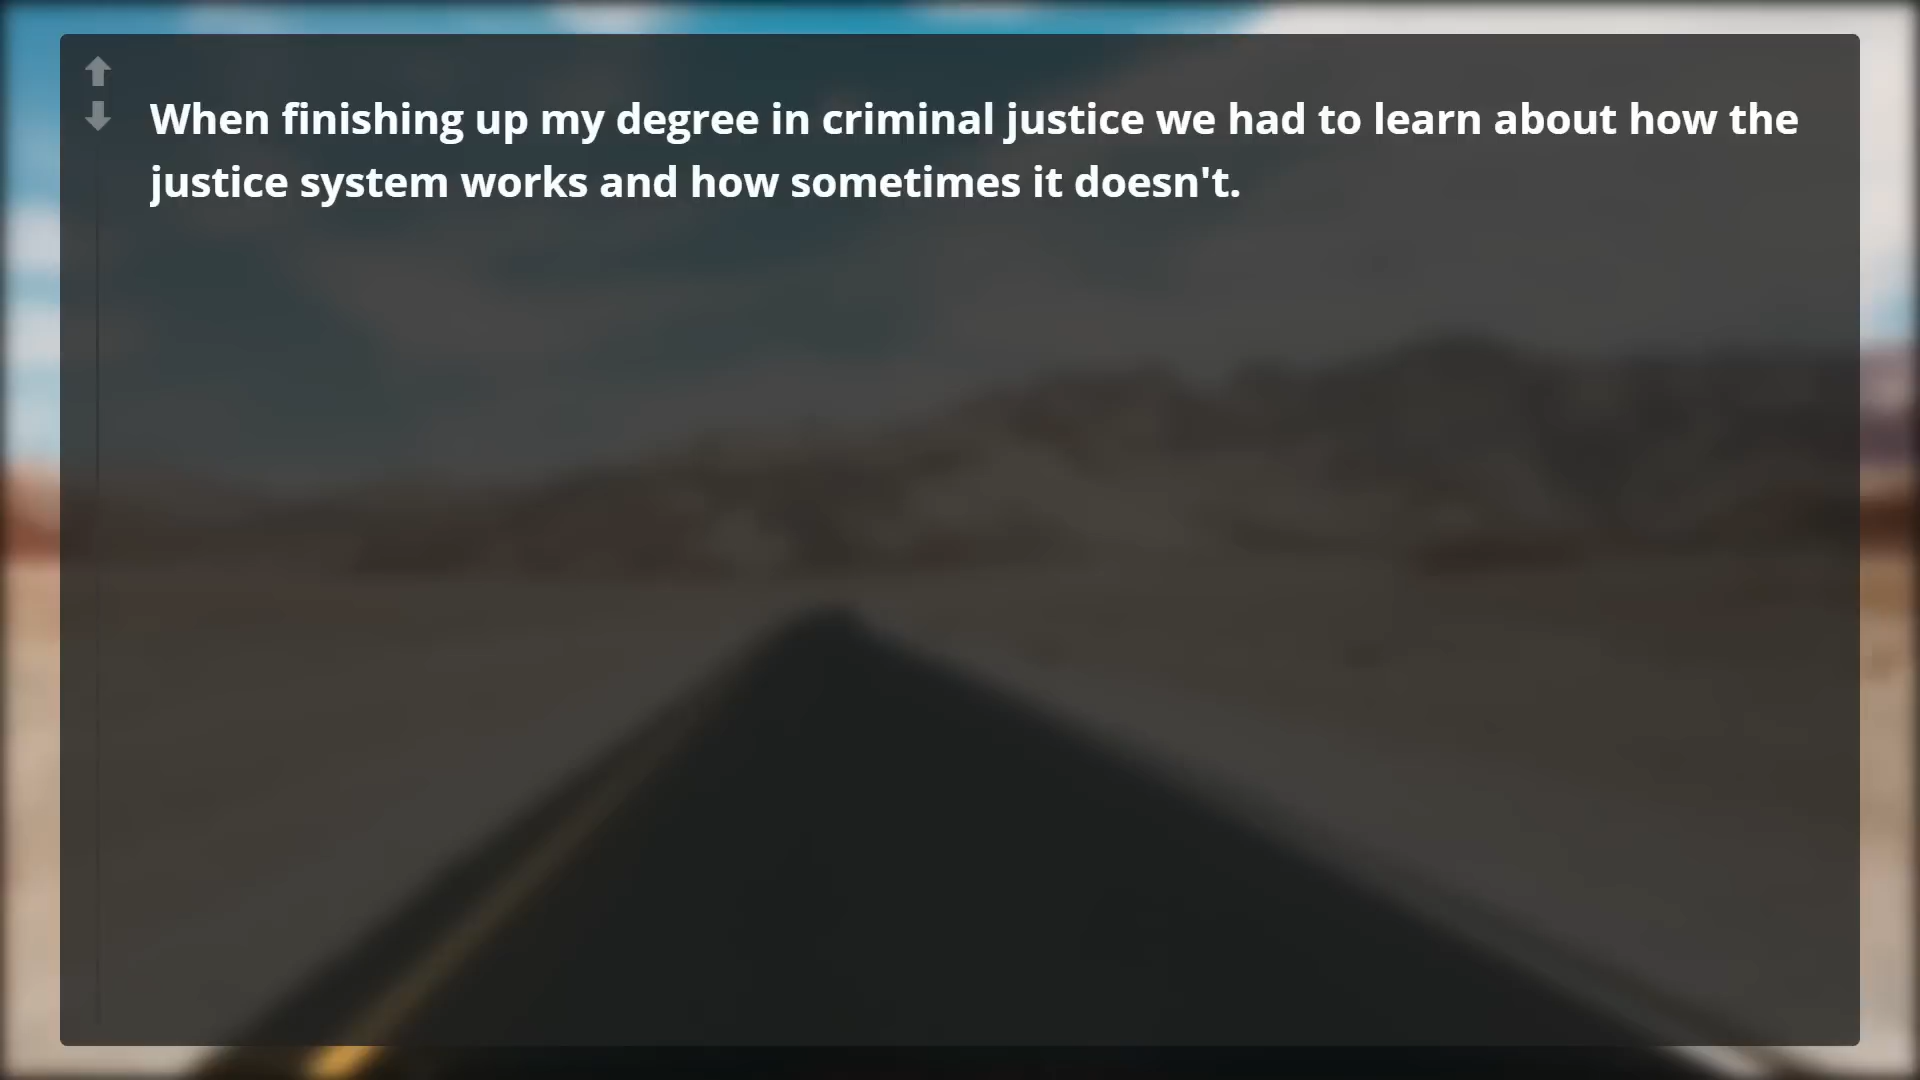 When finishing up my degree in criminal justice we had to learn about how the
justice system works and how sometimes it doesn't.